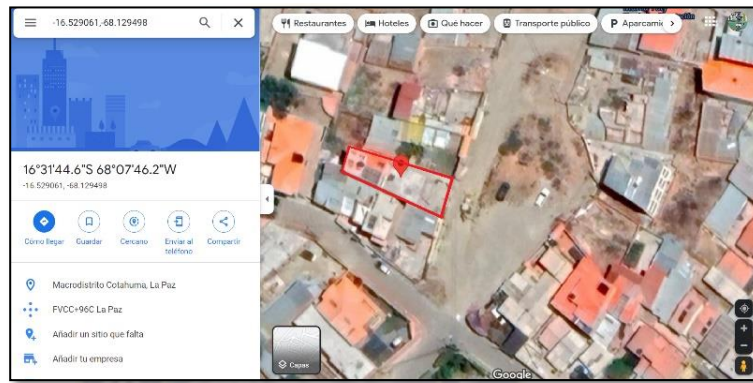 -16.529061,-68.129498
Restaurantes
Hoteles
Qué hacer
Transporte público
P Aparcamie
16°31'44.6"S 68°07'46.2"W
-16.529061, -68.129498
Cómo llegar
Guardar
Cercano
Enviar al
teléfono
Compartir
Macrodistrito Cotahuma, La Paz
FVCC+96C La Paz
Añadir un sitio que falta
Añadir tu empresa
Capas
Google